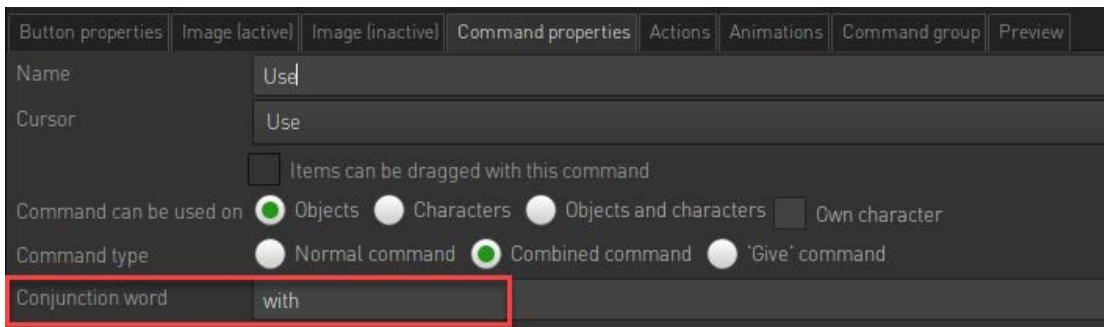 Button properties Image (active) Image (inactive) Command properties Actions Animations Command group Preview
Name Use
Cursor Use
Items can be dragged with this command
Command can be used on Objects Characters Objects and characters Own character
Command type Normal command Combined command 'Give' command
Conjunction word with